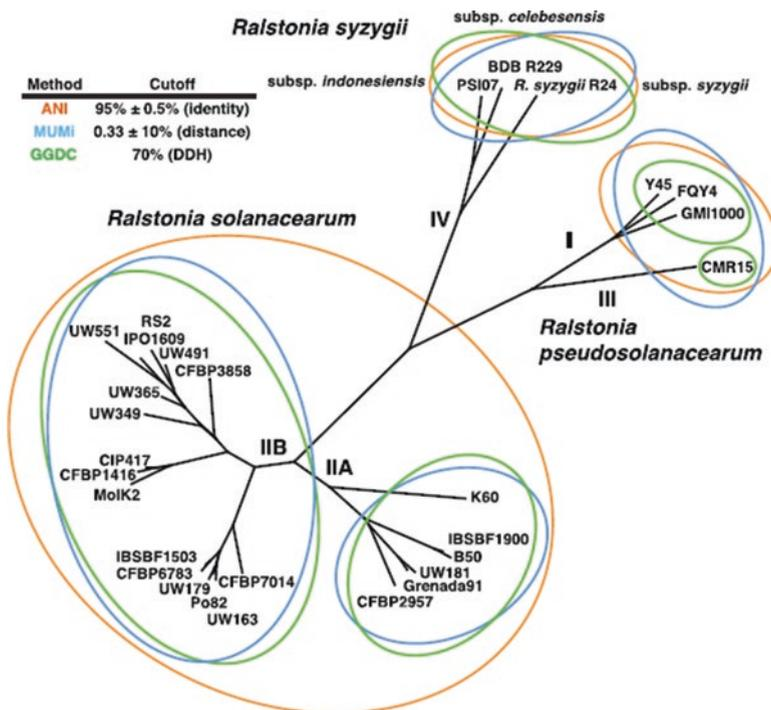 Ralstonia syzygii
subsp. celebesensis
subsp. indonesiensis
BDB R229
PSI07
R. syzygii R24
subsp. syzygii
Method Cutoff
ANI 95% ± 0.5% (identity)
MUMi 0.33 ± 10% (distance)
GGDC 70% (DDH)
Y45
FQY4
GMI1000
CMR15
IV
I
III
Ralstonia
pseudosolanacearum
Ralstonia solanacearum
RS2
UW551
IPO1609
UW491
CFBP3858
UW365
UW349
CIP417
CFBP1416
MolK2
IIB
IIA
IBSBF1503
CFBP6783
UW179
CFBP7014
Po82
UW163
K60
IBSBF1900
B50
UW181
Grenada91
CFBP2957